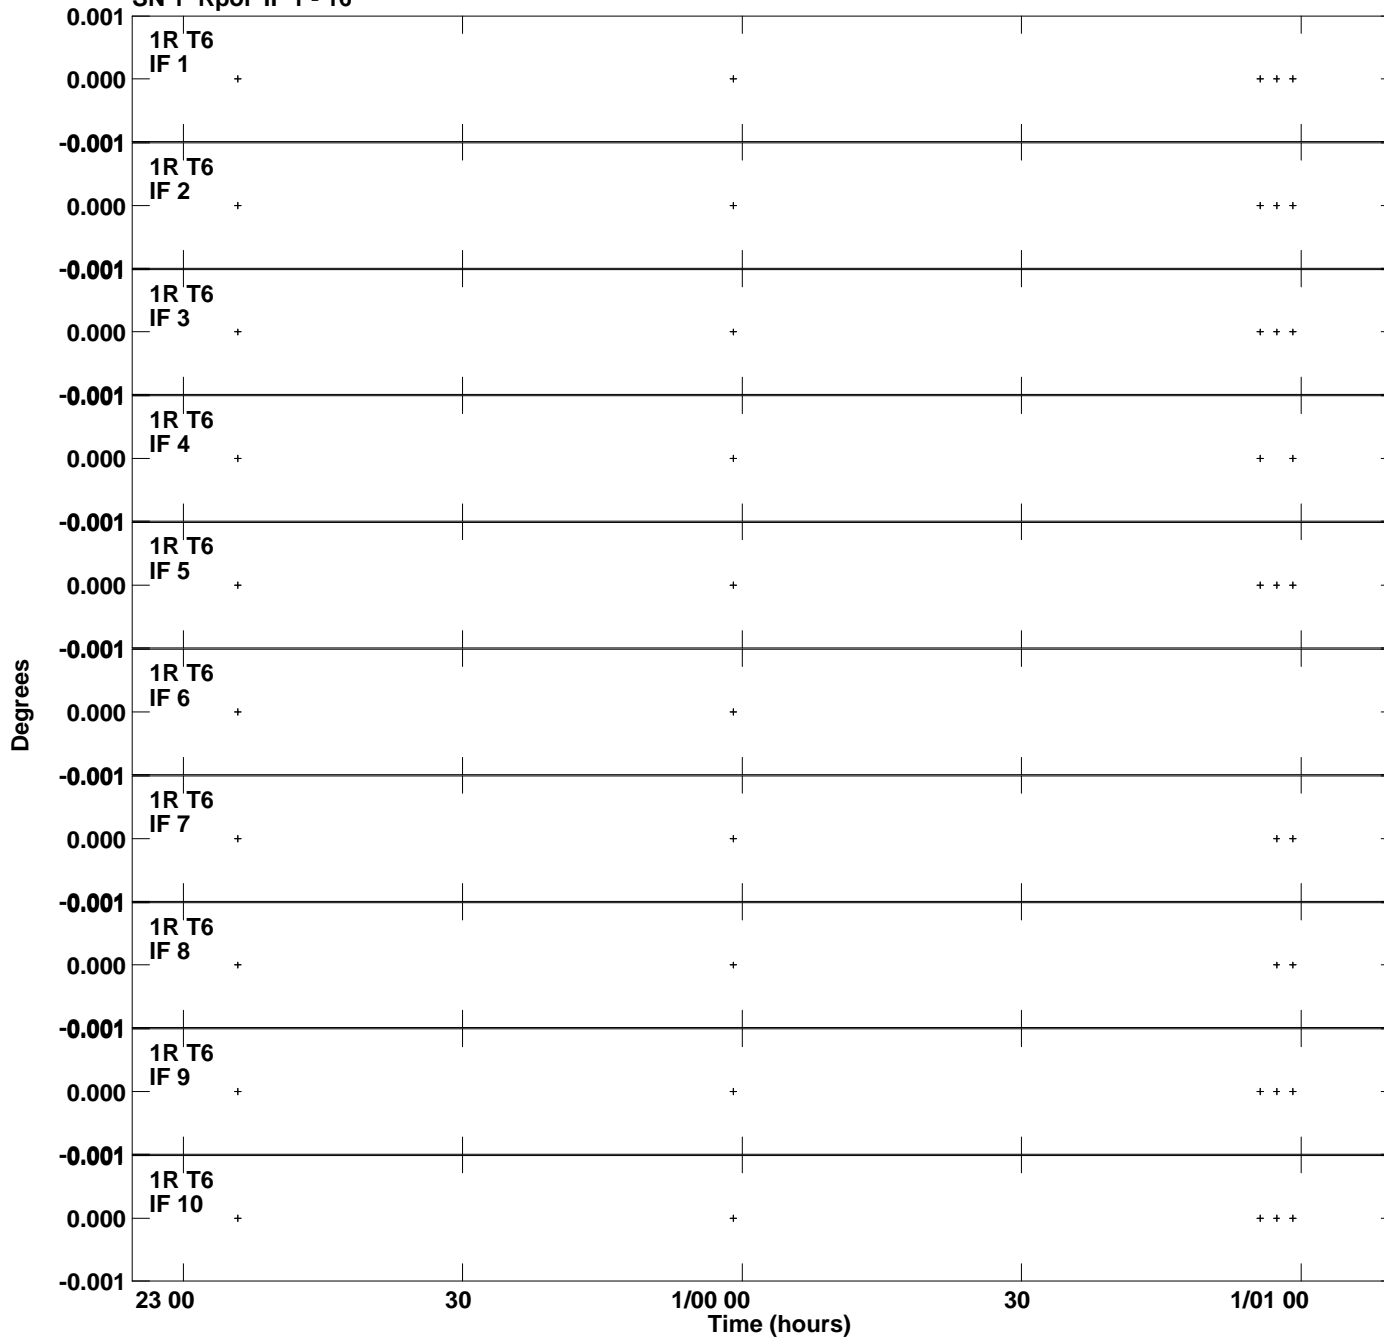 SN 1 Rpol IF 1 - 16
0.001
1R T6
IF 1
0.000
-0.001
1R T6
IF 2
0.000
-0.001
1R T6
IF 3
0.000
-0.001
1R T6
IF 4
0.000
-0.001
1R T6
IF 5
0.000
-0.001
1R T6
IF 6
0.000
-0.001
1R T6
IF 7
0.000
-0.001
1R T6
IF 8
0.000
-0.001
1R T6
IF 9
0.000
-0.001
1R T6
IF 10
0.000
-0.001
Degrees
23 00 30 1/00 00 30 1/01 00
Time (hours)